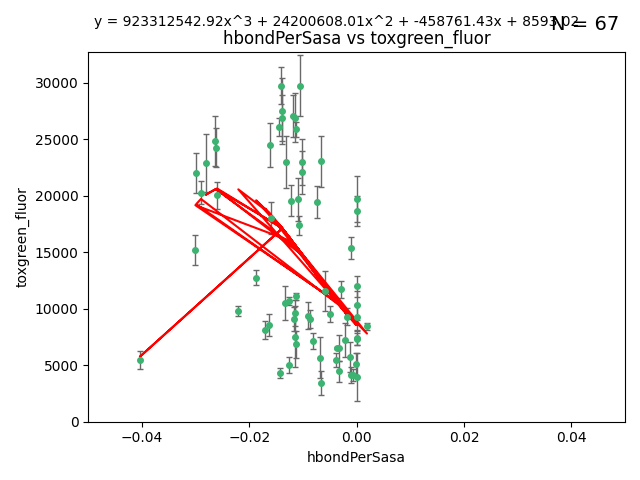 y = 923312542.92x^3 + 24200608.01x^2 + -458761.43x + 8593.02
N = 67
hbondPerSasa vs toxgreen_fluor
30000
25000
20000
15000
10000
5000
0
toxgreen_fluor
−0.04 −0.02 0.00 0.02 0.04
hbondPerSasa